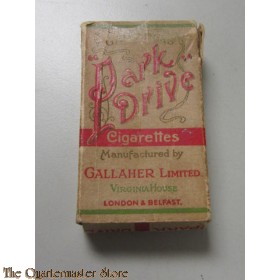 "Park
Drive"
Cigarettes
Manufactured by
GALLAHER LIMITED
VIRGINIA HOUSE
LONDON & BELFAST.
The Quartermaster Store